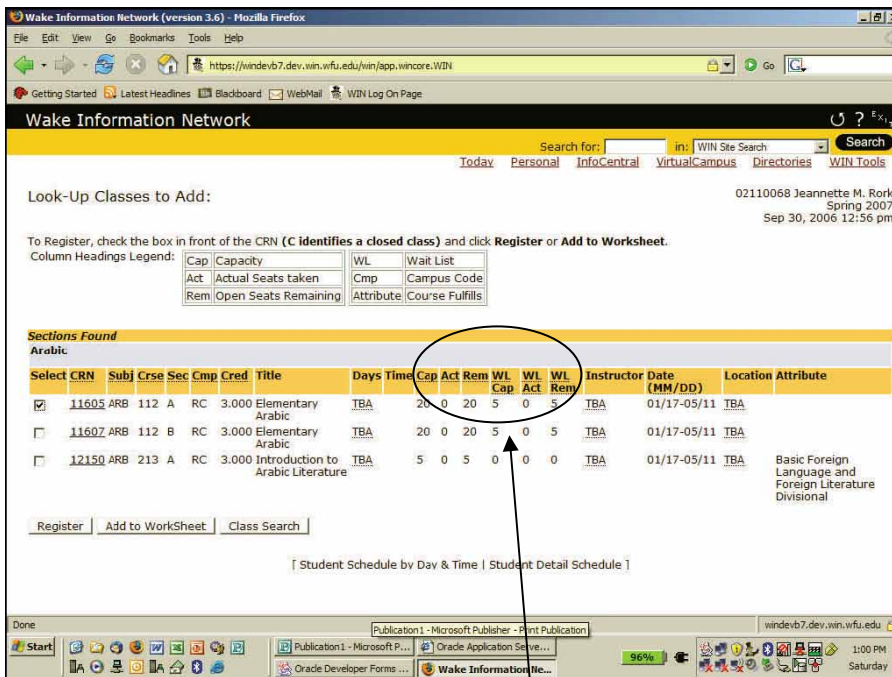 Wake Information Network (version 3.6) - Mozilla Firefox
File Edit View Go Bookmarks Tools Help
https://windevb7.dev.win.wfu.edu/win/app.wincore.WIN Go G
Getting Started Latest Headlines Blackboard WebMail WIN Log On Page
Wake Information Network
Search for: in: WIN Site Search Search
Today Personal InfoCentral VirtualCampus Directories WIN Tools
Look-Up Classes to Add:
02110068 Jeannette M. Rork
Spring 2007
Sep 30, 2006 12:56 pm
To Register, check the box in front of the CRN (C identifies a closed class) and click Register or Add to Worksheet.
Column Headings Legend: Cap Capacity WL Wait List
Act Actual Seats taken Cmp Campus Code
Rem Open Seats Remaining Attribute Course Fulfills
Sections Found
Arabic
Select CRN Subj Crse Sec Cmp Cred Title Days Time Cap Act Rem WL Cap WL Act WL Rem Instructor Date (MM/DD) Location Attribute
11605 ARB 112 A RC 3.000 Elementary Arabic TBA 20 0 20 5 0 5 TBA 01/17-05/11 TBA
11607 ARB 112 B RC 3.000 Elementary Arabic TBA 20 0 20 5 0 5 TBA 01/17-05/11 TBA
12150 ARB 213 A RC 3.000 Introduction to Arabic Literature TBA 5 0 5 0 0 0 TBA 01/17-05/11 TBA Basic Foreign Language and Foreign Literature Divisional
Register Add to WorkSheet Class Search
[ Student Schedule by Day & Time | Student Detail Schedule ]
Done windevb7.dev.win.wfu.edu
Publication1 - Microsoft Publisher - Print Publication
Start Publication1 - Microsoft P... Oracle Application Serve... 96% 1:00 PM
Oracle Developer Forms ... Wake Information Ne... Saturday